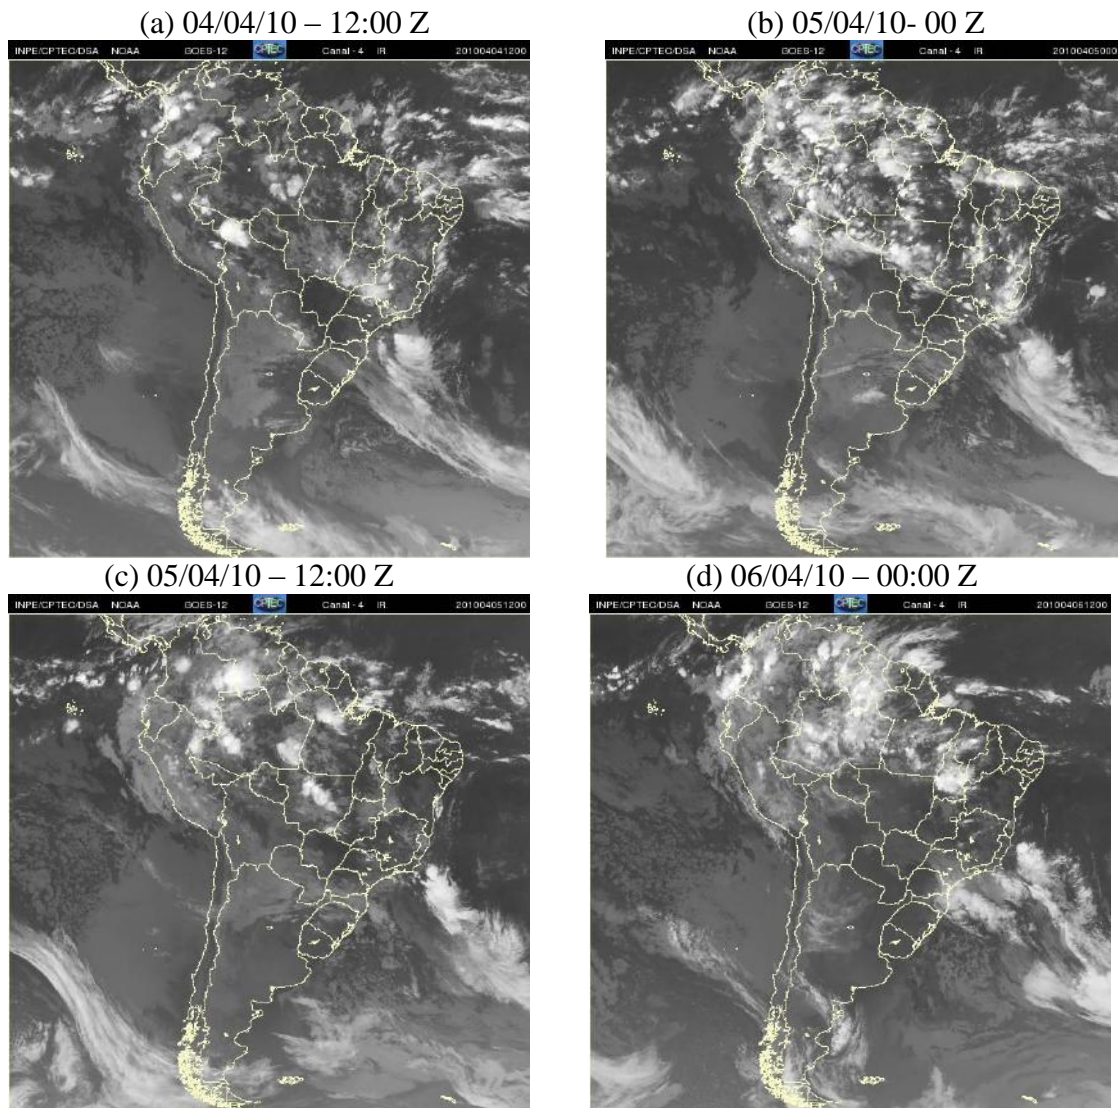 (a) 04/04/10 – 12:00 Z
(b) 05/04/10- 00 Z
INPE/CPTEC/DSA NOAA GOES-12 CPTEC Canal - 4 IR 201004041200
INPE/CPTEC/DSA NOAA GOES-12 CPTEC Canal - 4 IR 20100405000
(c) 05/04/10 – 12:00 Z
(d) 06/04/10 – 00:00 Z
INPE/CPTEC/DSA NOAA GOES-12 CPTEC Canal - 4 IR 201004051200
INPE/CPTEC/DSA NOAA GOES-12 CPTEC Canal - 4 IR 201004061200